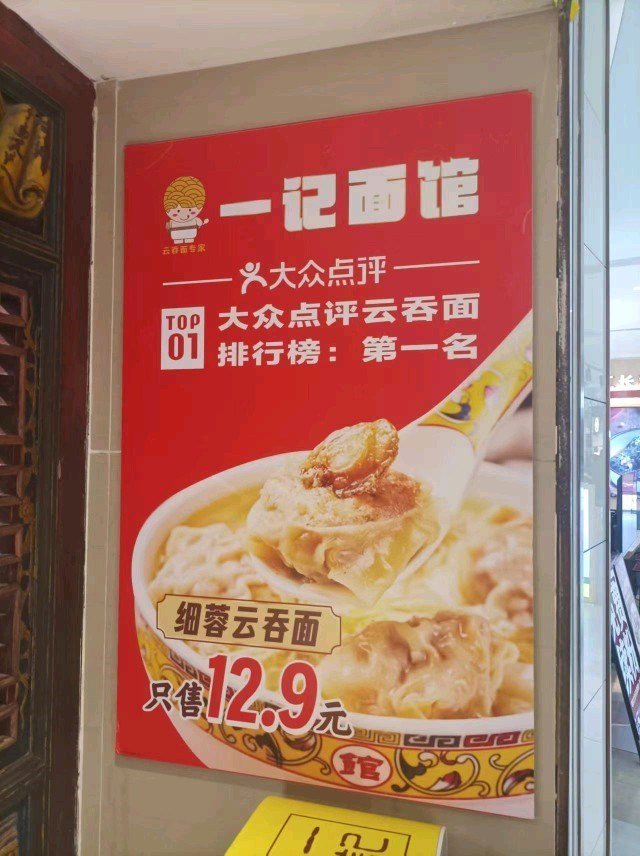 一记面馆
云吞面专家
大众点评
TOP
01
大众点评云吞面
排行榜：第一名
细蓉云吞面
只售12.9元
馆